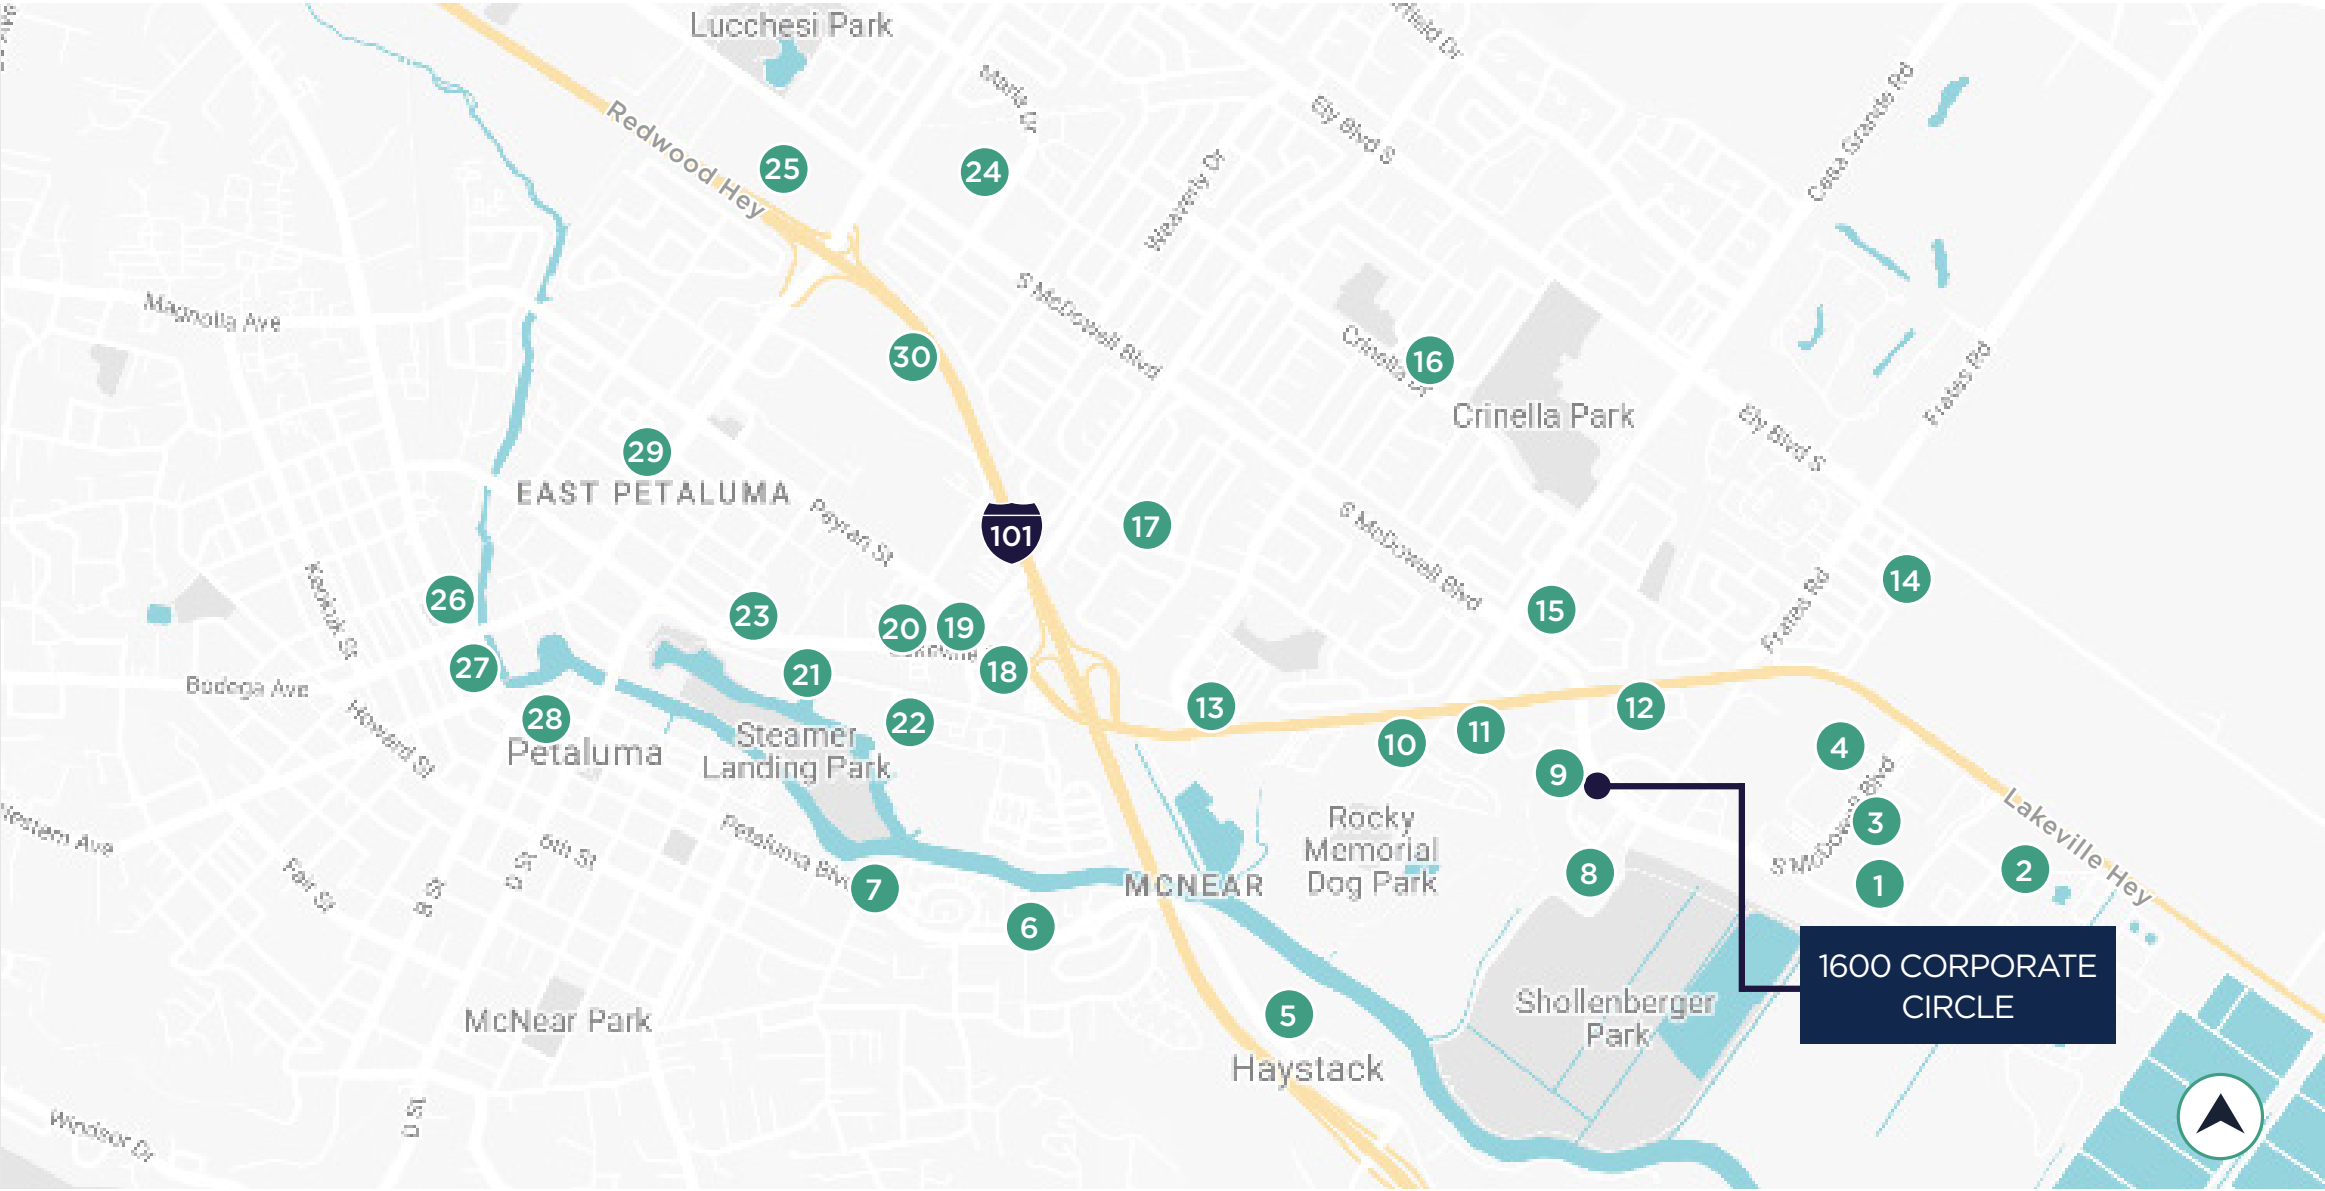 Lucchesi Park
Maria Dr
Ely Blvd S
Casa Grande Rd
Redwood Hey
25
24
Weaverly Dr
S McDowell Blvd
Magnolia Ave
30
Crinella Dr
16
Crinella Park
Frates Rd
Ely Blvd S
29
EAST PETALUMA
Payran St
101
17
S McDowell Blvd
14
Keokuk St
26
23
20
19
15
Frates Rd
27
Bodega Ave
21
18
Howard St
28
22
13
12
Petaluma
Steamer
Landing Park
10
11
4
9
Lakeville Hey
Rocky
Memorial
Dog Park
3
Petaluma Blvd
6th St
D St
B St
Fair St
7
MCNEAR
8
S McDowell Blvd
1
2
6
1600 CORPORATE
CIRCLE
McNear Park
5
Shollenberger
Park
Haystack
D St
Windsor Dr